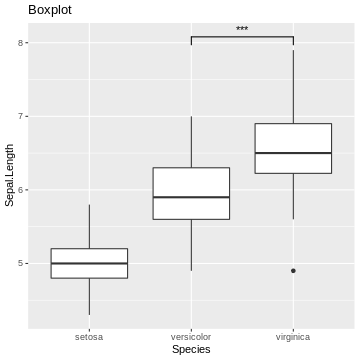 Boxplot
***
8
7
6
5
Sepal.Length
setosa versicolor virginica
Species